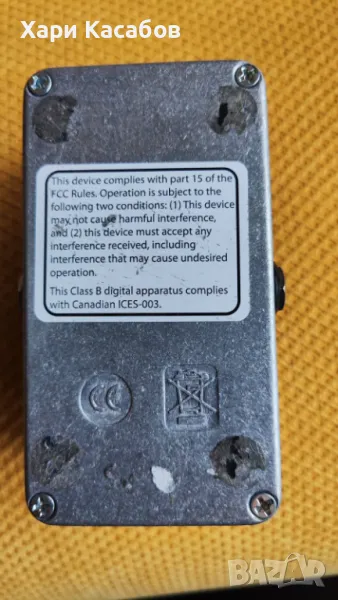 Хари Касабов
This device complies with part 15 of the
FCC Rules. Operation is subject to the
following two conditions: (1) This device
may not cause harmful interference,
and (2) this device must accept any
interference received, including
interference that may cause undesired
operation.
This Class B digital apparatus complies
with Canadian ICES-003.
BAZAR